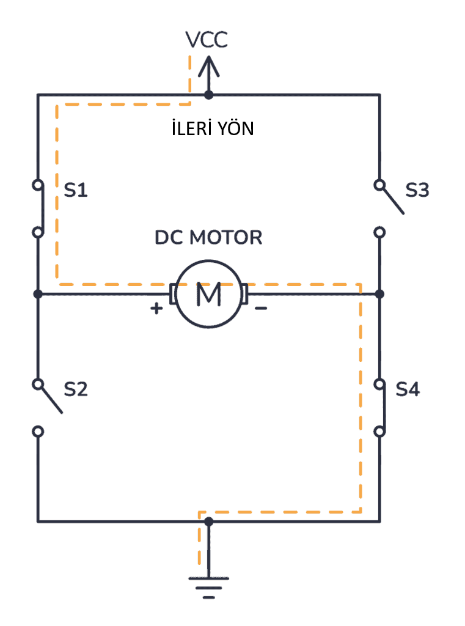 VCC
İLERİ YÖN
S1
S3
DC MOTOR
M
+ −
S2
S4